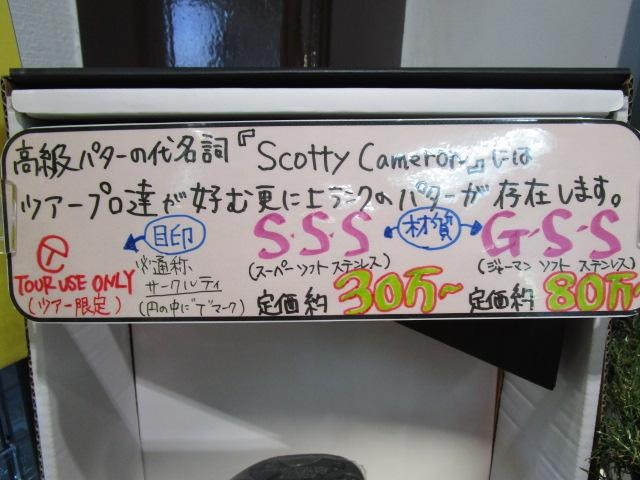 高級パターの代名詞『Scotty Cameron』には
ツアープロ達が好む更に上ランクのパターが存在します。
目印
S・S・S
材質
G・S・S
TOUR USE ONLY
(ツアー限定)
通称
サークルティ
(円の中に"T"マーク)
(スーパーソフトステンレス)
定価約30万〜
(ジャーマンソフトステンレス)
定価約80万〜